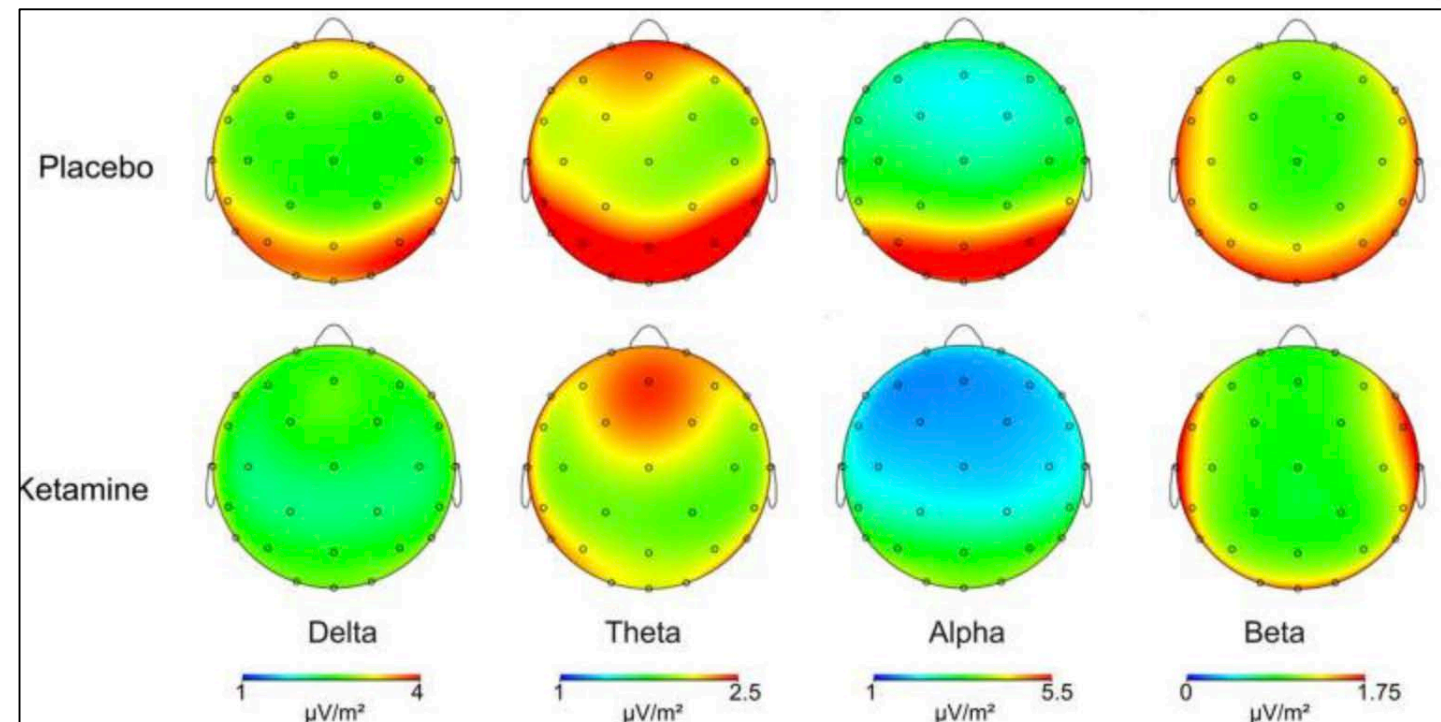 Placebo
Ketamine
Delta Theta Alpha Beta
1 4 1 2.5 1 5.5 0 1.75
µV/m² µV/m² µV/m² µV/m²